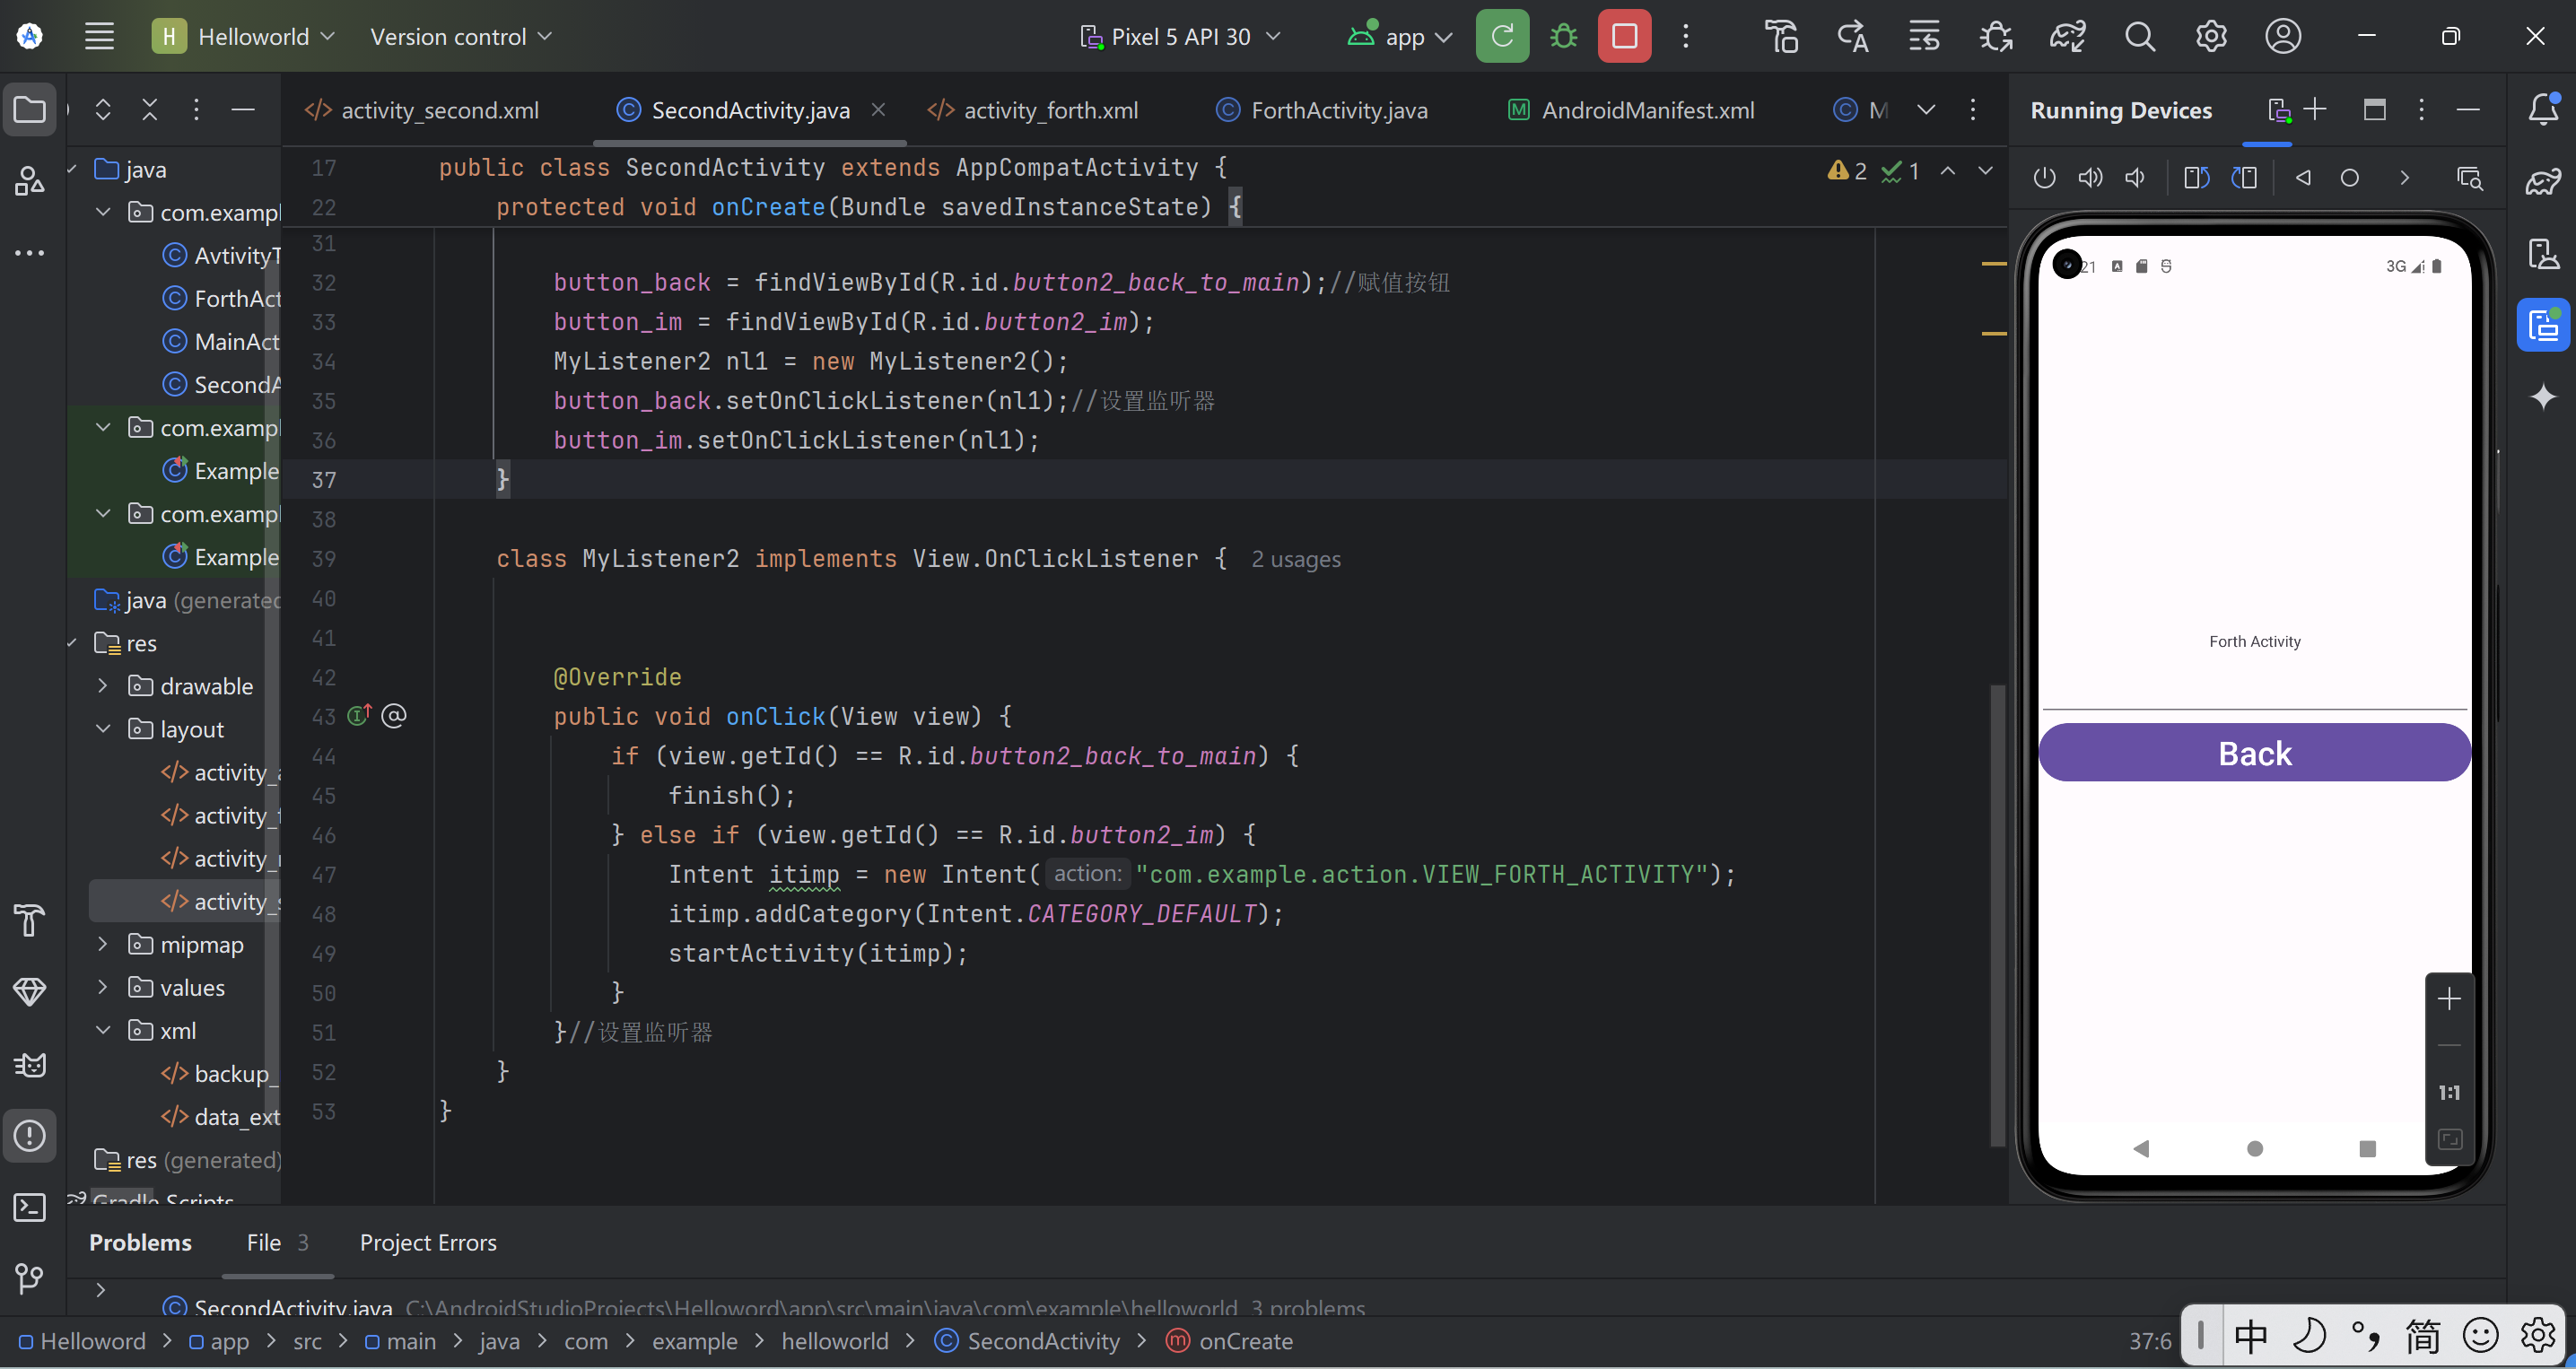 H Helloworld Version control Pixel 5 API 30 app
activity_second.xml SecondActivity.java activity_forth.xml ForthActivity.java AndroidManifest.xml M Running Devices
java
com.exampl
AvtivityT
ForthAct
MainAct
SecondA
com.exampl
Example
com.exampl
Example
java (generated
res
drawable
layout
activity_a
activity_f
activity_r
activity_s
mipmap
values
xml
backup_
data_ext
res (generated)
Gradle Scripts
2 1
17 public class SecondActivity extends AppCompatActivity {
22 protected void onCreate(Bundle savedInstanceState) {
31
32 button_back = findViewById(R.id.button2_back_to_main);//赋值按钮
33 button_im = findViewById(R.id.button2_im);
34 MyListener2 nl1 = new MyListener2();
35 button_back.setOnClickListener(nl1);//设置监听器
36 button_im.setOnClickListener(nl1);
37 }
38
39 class MyListener2 implements View.OnClickListener { 2 usages
40
41
42 @Override
43 public void onClick(View view) {
44 if (view.getId() == R.id.button2_back_to_main) {
45 finish();
46 } else if (view.getId() == R.id.button2_im) {
47 Intent itimp = new Intent( action: "com.example.action.VIEW_FORTH_ACTIVITY");
48 itimp.addCategory(Intent.CATEGORY_DEFAULT);
49 startActivity(itimp);
50 }
51 }//设置监听器
52 }
53 }
21 3G
Forth Activity
Back
1:1
Problems File 3 Project Errors
SecondActivity.java C:\AndroidStudioProjects\Helloword\app\src\main\java\com\example\helloworld 3 problems
Helloword > app > src > main > java > com > example > helloworld > SecondActivity > onCreate 37:6
中 简